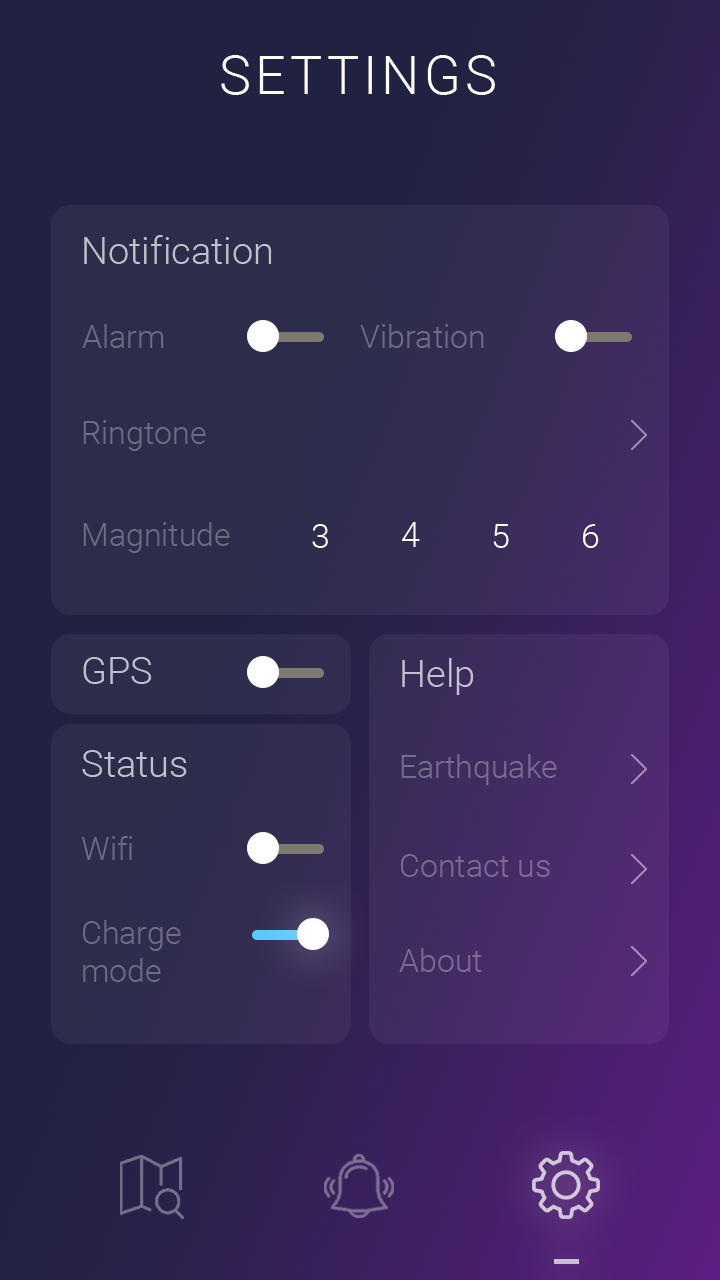 SETTINGS
Notification
Alarm Vibration
Ringtone
Magnitude 3 4 5 6
GPS
Status
Wifi
Charge
mode
Help
Earthquake
Contact us
About